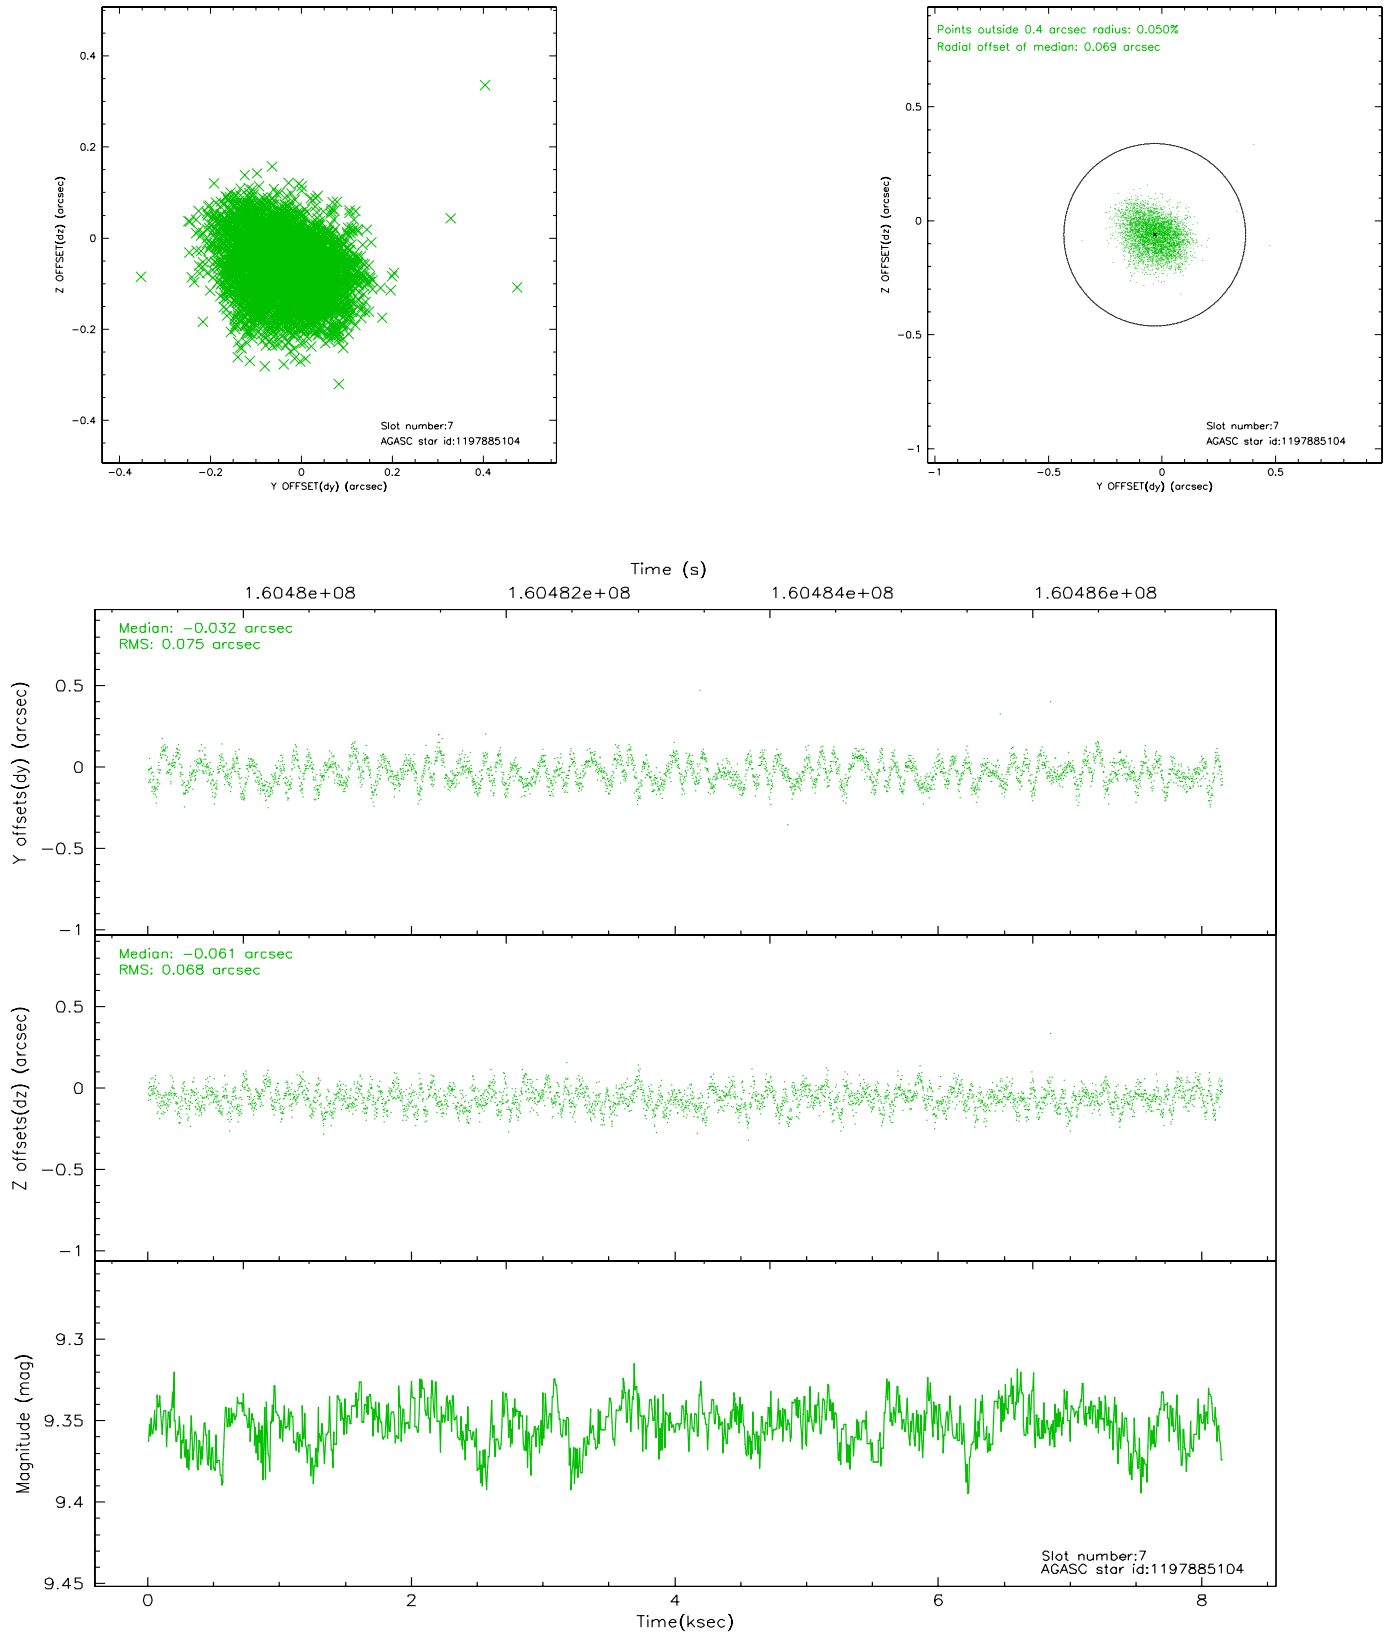 0.4
0.2
0
−0.2
−0.4
−0.4
−0.2
0
0.2
0.4
Z OFFSET(dz) (arcsec)
Y OFFSET(dy) (arcsec)
Slot number:7
AGASC star id:1197885104
Points outside 0.4 arcsec radius: 0.050%
Radial offset of median: 0.069 arcsec
0.5
0
−0.5
−1
−1
−0.5
0
0.5
Z OFFSET(dz) (arcsec)
Y OFFSET(dy) (arcsec)
Slot number:7
AGASC star id:1197885104
Time (s)
1.6048e+08
1.60482e+08
1.60484e+08
1.60486e+08
Median: −0.032 arcsec
RMS: 0.075 arcsec
0.5
0
−0.5
−1
Y offsets(dy) (arcsec)
Median: −0.061 arcsec
RMS: 0.068 arcsec
0.5
0
−0.5
−1
Z offsets(dz) (arcsec)
9.3
9.35
9.4
9.45
Magnitude (mag)
Slot number:7
AGASC star id:1197885104
0
2
4
6
8
Time(ksec)